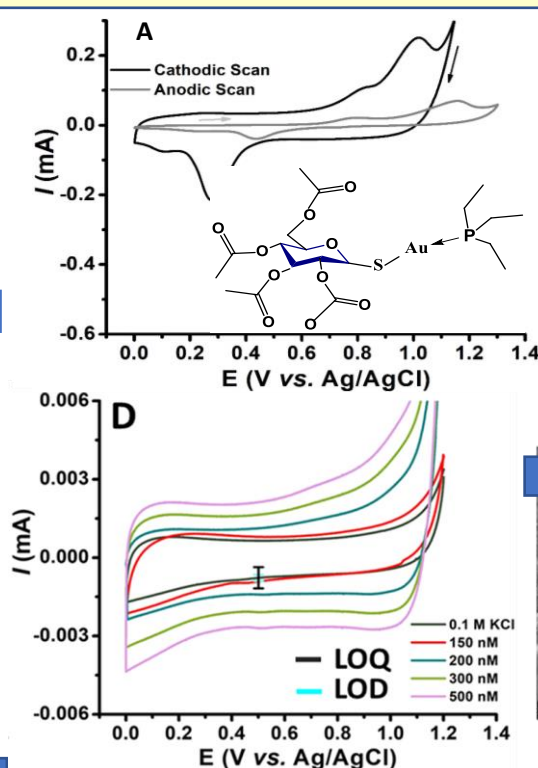 A
Cathodic Scan
Anodic Scan
I (mA)
0.2
0.0
-0.2
-0.4
-0.6
O
O
O
O
O
O
O
O
O
O
S
Au
P
0.0 0.2 0.4 0.6 0.8 1.0 1.2 1.4
E (V vs. Ag/AgCl)
D
I (mA)
0.006
0.003
0.000
-0.003
-0.006
0.1 M KCl
150 nM
200 nM
300 nM
500 nM
LOQ
LOD
0.0 0.2 0.4 0.6 0.8 1.0 1.2 1.4
E (V vs. Ag/AgCl)